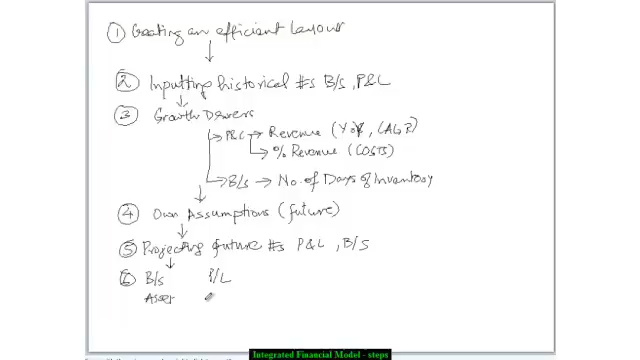 ① Creating an efficient Layout
② Inputting historical #s B/s, P&L
③ Growth Drivers
P&L → Revenue (YoY, CAGR)
% Revenue (COSTS)
B/s → No. of Days of Inventory
④ Own Assumptions (future)
⑤ Projecting future #s P&L, B/S
⑥ B/s P/L
Asset
Integrated Financial Model - steps